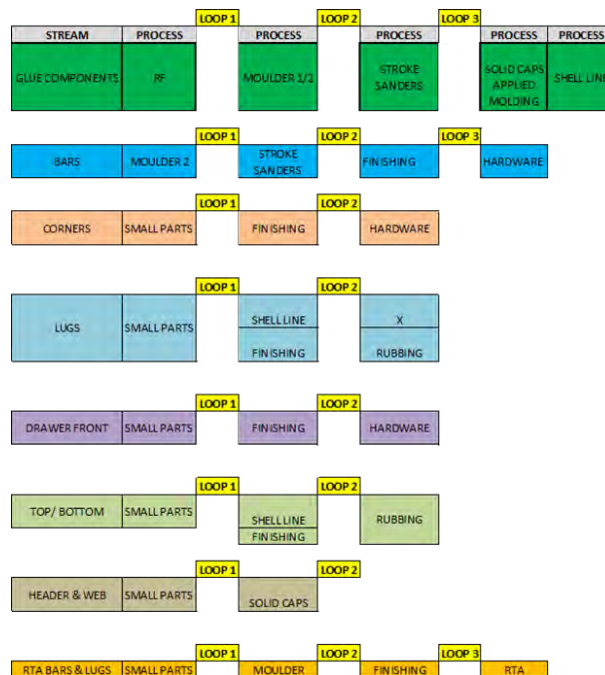 LOOP 1 LOOP 2 LOOP 3
STREAM PROCESS PROCESS PROCESS PROCESS PROCESS
GLUE COMPONENTS RF MOULDER 1/2 STROKE SANDERS SOLID CAPS APPLIED MOLDING SHELL LINE
LOOP 1 LOOP 2 LOOP 3
BARS MOULDER 2 STROKE SANDERS FINISHING HARDWARE
LOOP 1 LOOP 2
CORNERS SMALL PARTS FINISHING HARDWARE
LOOP 1 LOOP 2
LUGS SMALL PARTS SHELL LINE X
FINISHING RUBBING
LOOP 1 LOOP 2
DRAWER FRONT SMALL PARTS FINISHING HARDWARE
LOOP 1 LOOP 2
TOP/ BOTTOM SMALL PARTS SHELL LINE RUBBING
FINISHING
LOOP 1 LOOP 2
HEADER & WEB SMALL PARTS SOLID CAPS
LOOP 1 LOOP 2 LOOP 3
RTA BARS & LUGS SMALL PARTS MOULDER FINISHING RTA